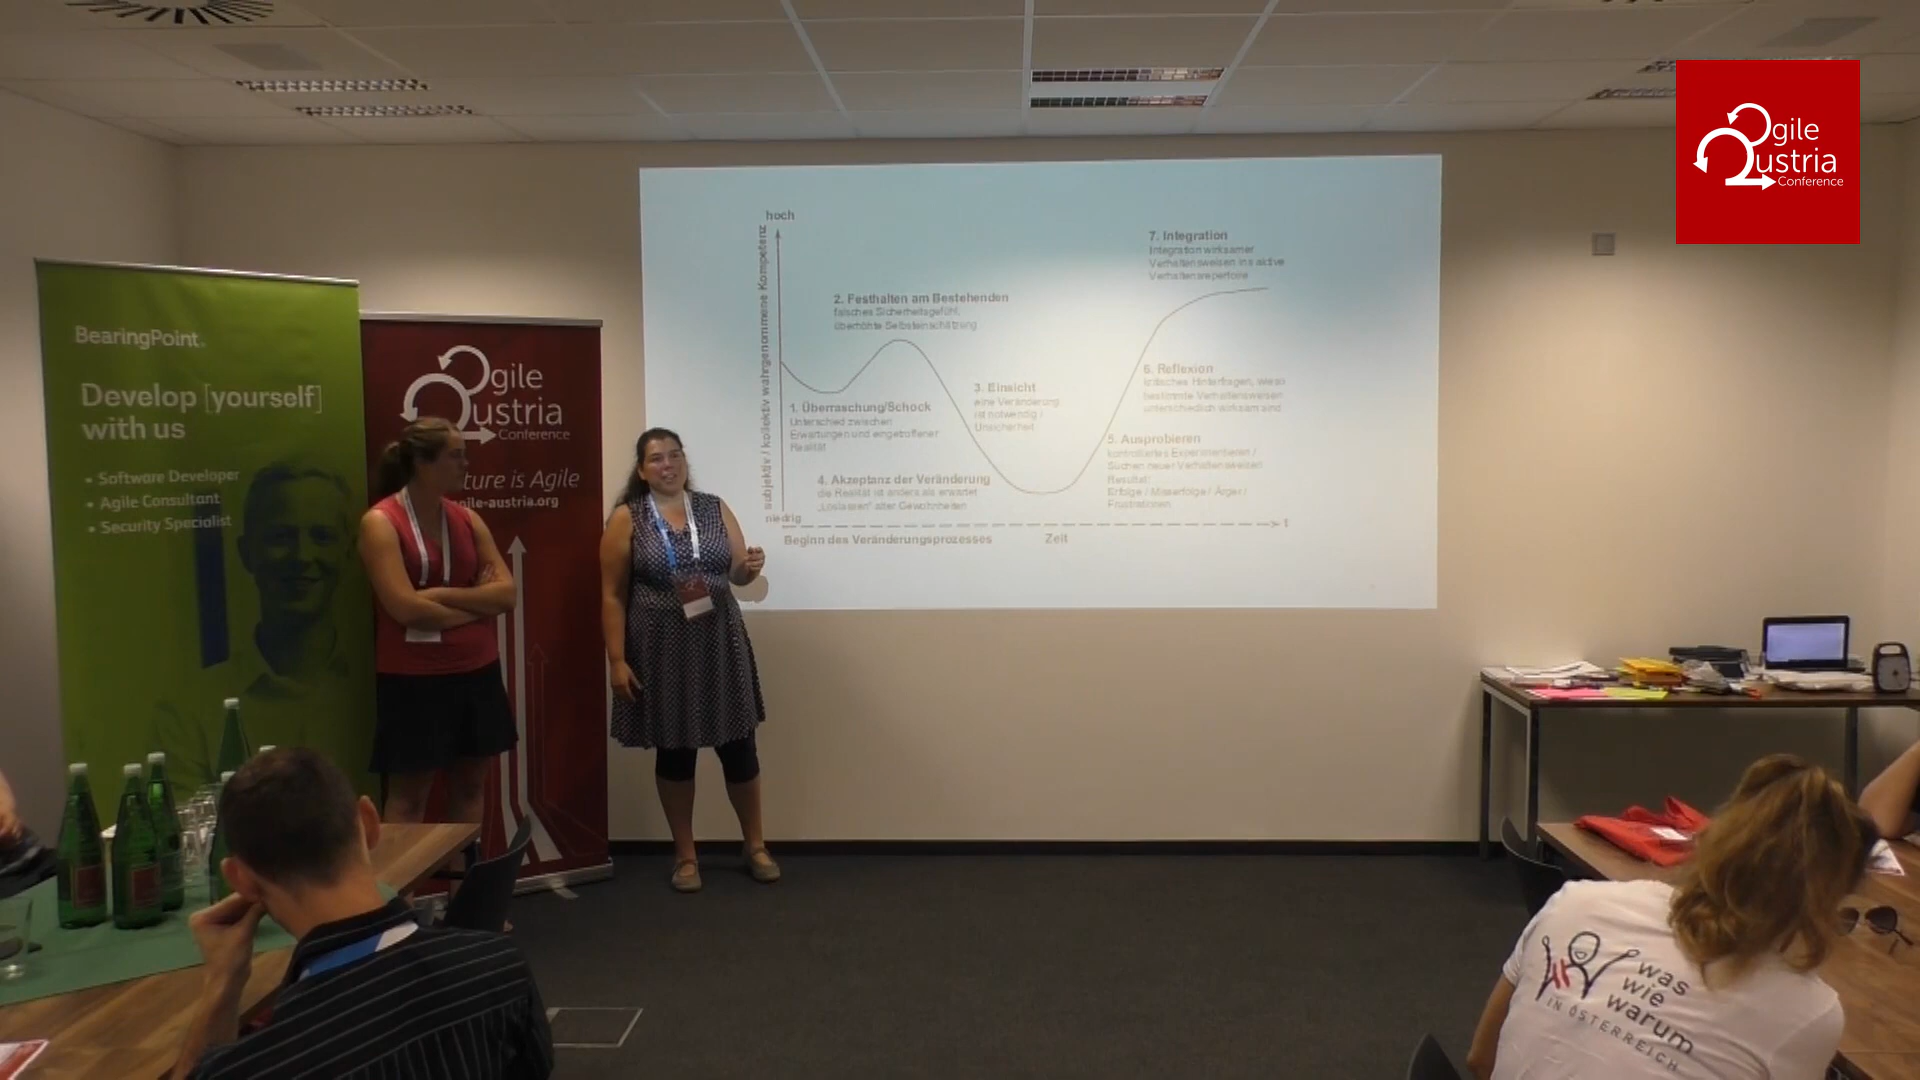 agile
austria
Conference
BearingPoint.
Develop [yourself]
with us
• Software Developer
• Agile Consultant
• Security Specialist
agile
austria
Conference
ture is Agile
agile-austria.org
hoch
subjektiv / kollektiv wahrgenommene Kompetenz
niedrig
1. Überraschung/Schock
Unterschied zwischen
Erwartungen und eingetroffener
Realität
2. Festhalten am Bestehenden
falsches Sicherheitsgefühl,
überhöhte Selbsteinschätzung
3. Einsicht
eine Veränderung
ist notwendig /
Unsicherheit
4. Akzeptanz der Veränderung
die Realität ist anders als erwartet
„Loslassen“ alter Gewohnheiten
5. Ausprobieren
kontrolliertes Experimentieren /
Suchen neuer Verhaltensweisen
Resultat:
Erfolge / Misserfolge / Ärger /
Frustrationen
6. Reflexion
kritisches Hinterfragen, wieso
bestimmte Verhaltensweisen
unterschiedlich wirksam sind
7. Integration
Integration wirksamer
Verhaltensweisen ins aktive
Verhaltensrepertoire
Beginn des Veränderungsprozesses
Zeit
t
was
wie
warum
IN ÖSTERREICH